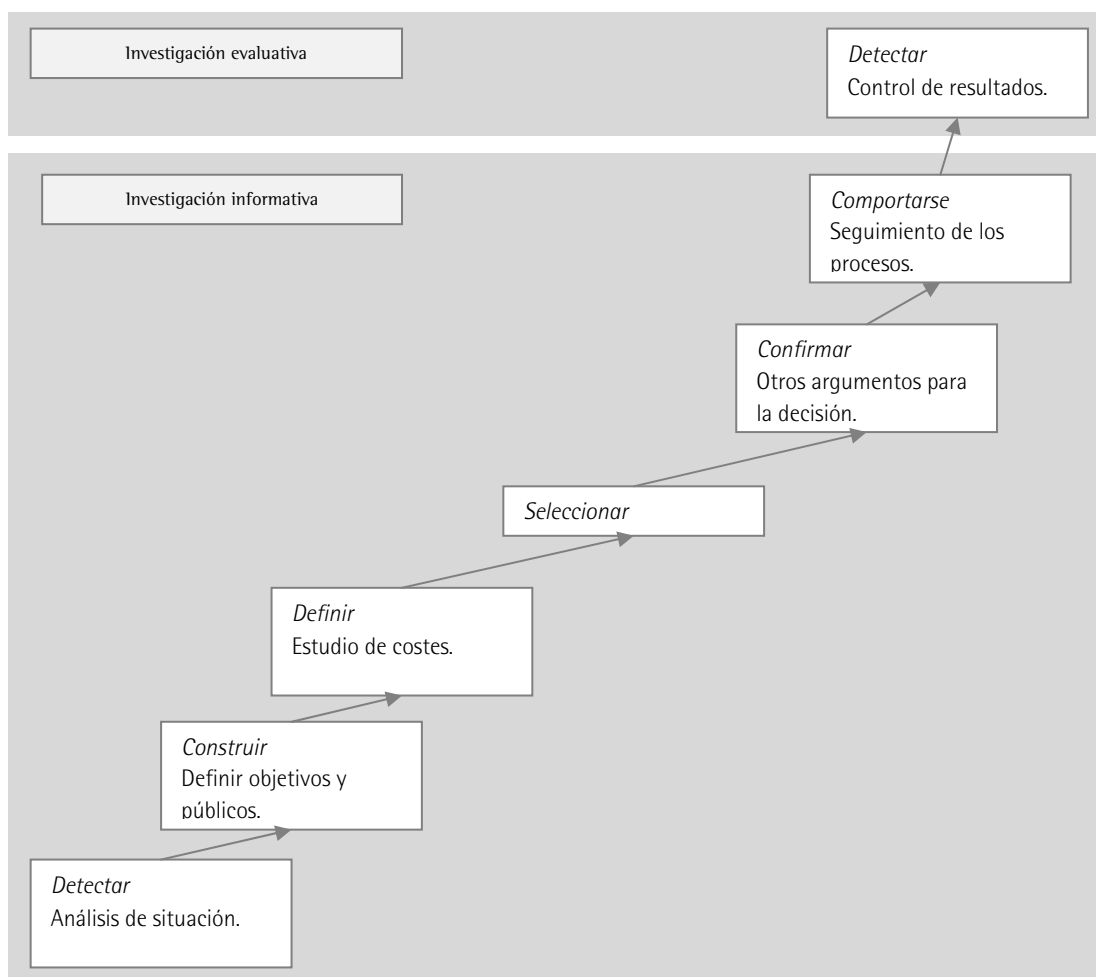 Investigación evaluativa
Detectar
Control de resultados.
Investigación informativa
Comportarse
Seguimiento de los
procesos.
Confirmar
Otros argumentos para
la decisión.
Seleccionar
Definir
Estudio de costes.
Construir
Definir objetivos y
públicos.
Detectar
Análisis de situación.